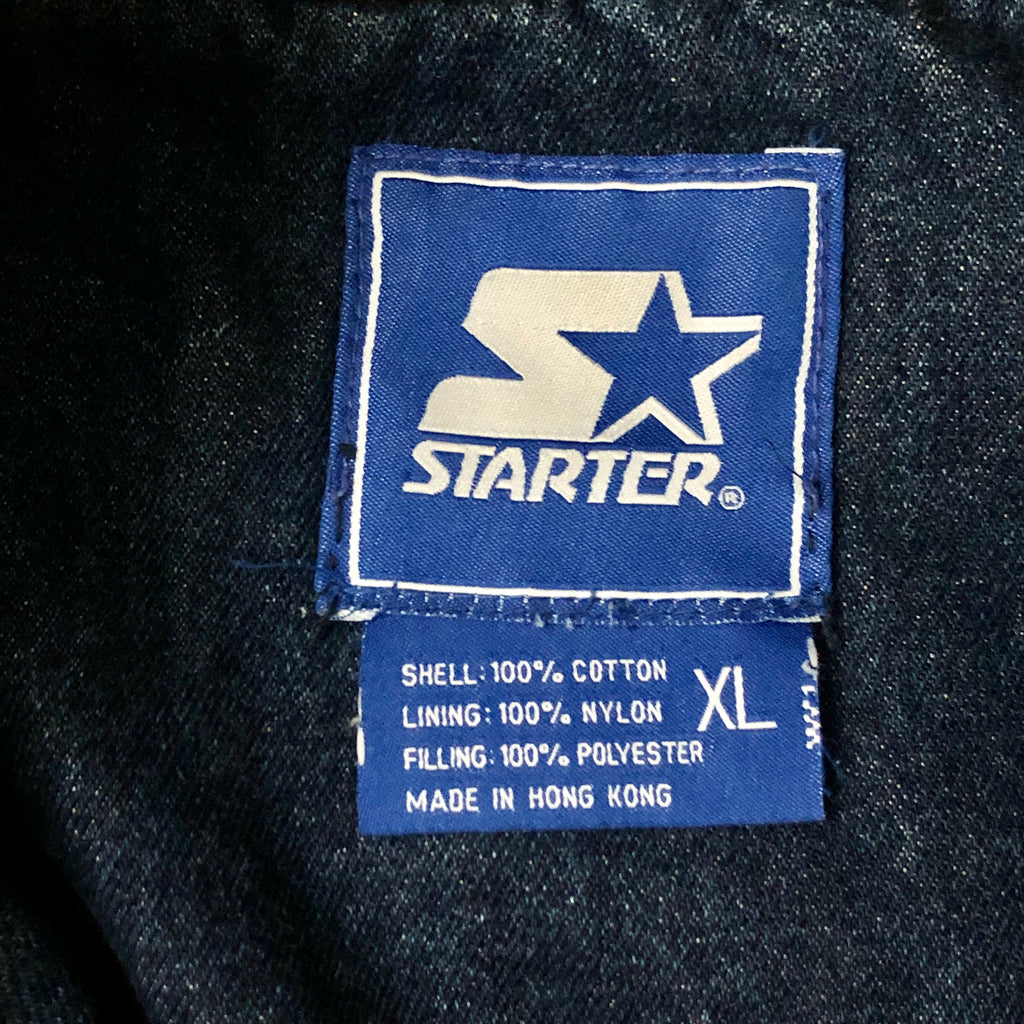 STARTER®
SHELL: 100% COTTON
XL
LINING: 100% NYLON
FILLING: 100% POLYESTER
MADE IN HONG KONG